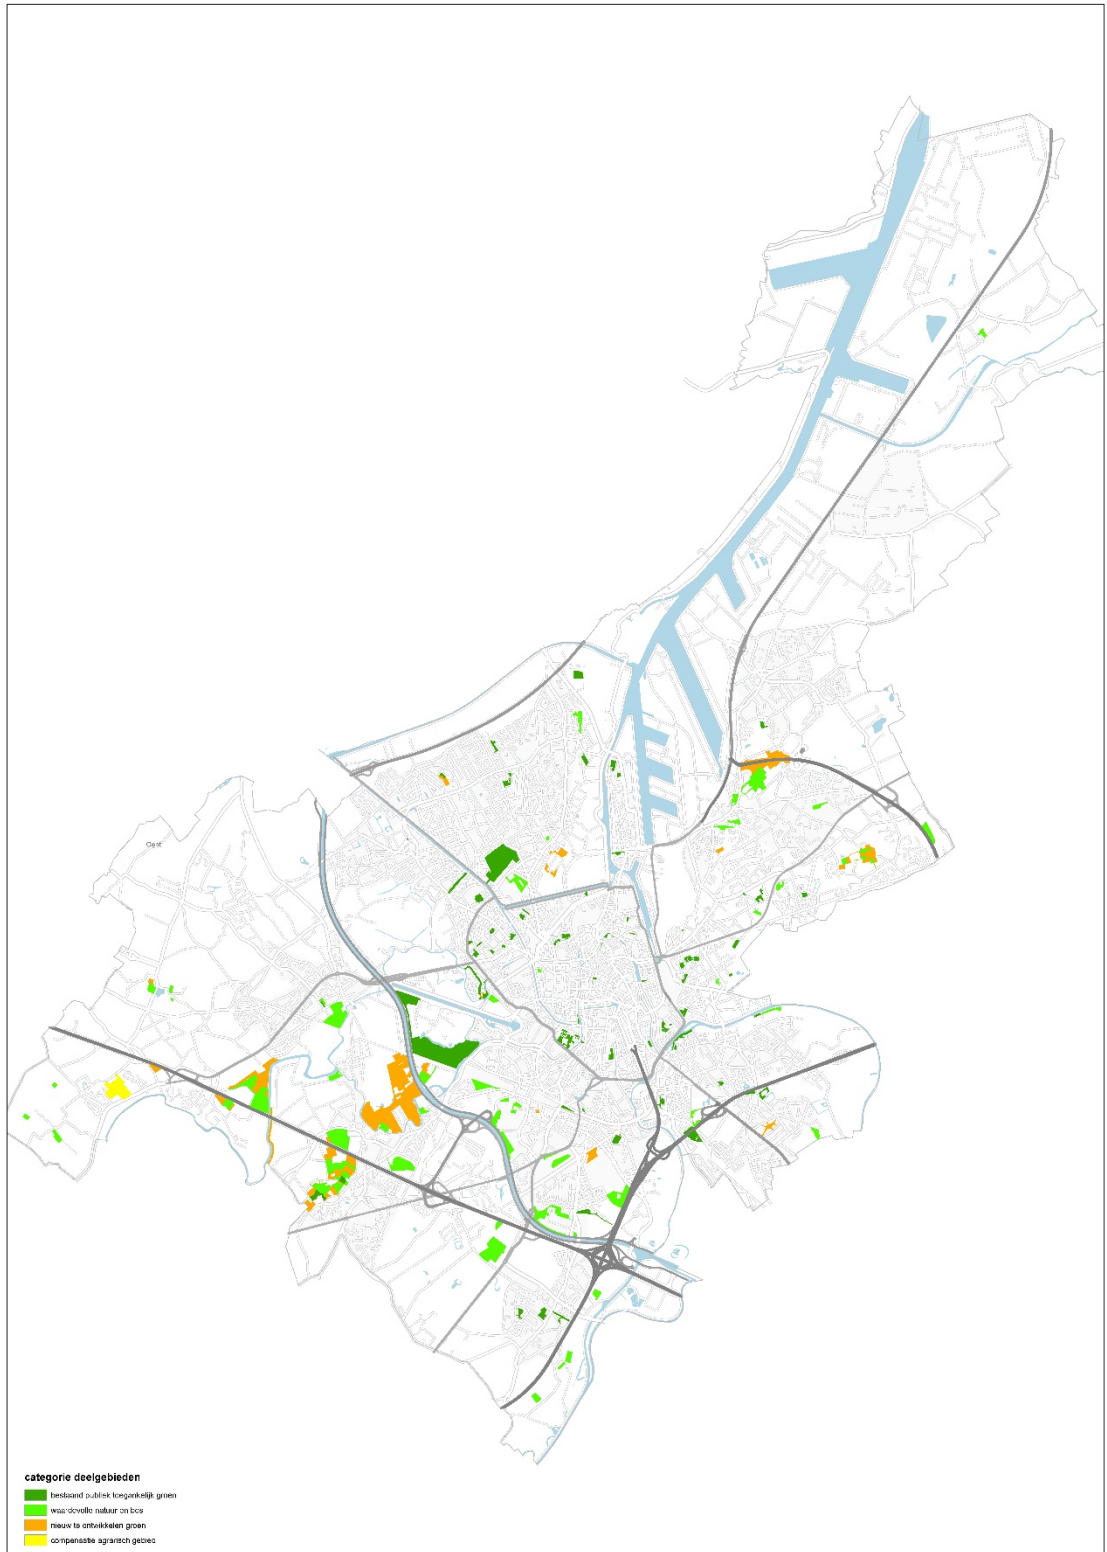 Gent
categorie deelgebieden
bestaand publiek toegankelijk groen
waardevolle natuur en bos
nieuw te ontwikkelen groen
compensatie agrarisch gebied